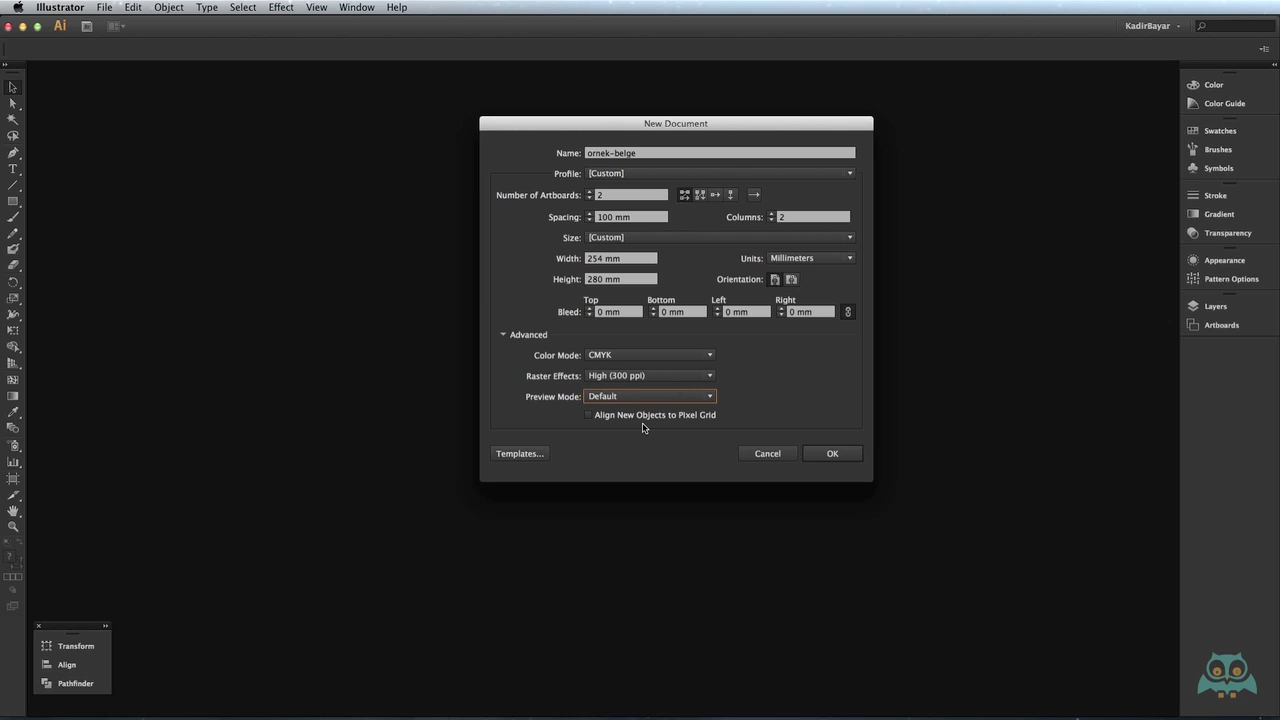 Illustrator File Edit Object Type Select Effect View Window Help
Ai KadirBayar
New Document
Name: ornek-belge
Profile: [Custom]
Number of Artboards: 2
Spacing: 100 mm Columns: 2
Size: [Custom]
Width: 254 mm Units: Millimeters
Height: 280 mm Orientation:
Top Bottom Left Right
Bleed: 0 mm 0 mm 0 mm 0 mm
Advanced
Color Mode: CMYK
Raster Effects: High (300 ppi)
Preview Mode: Default
Align New Objects to Pixel Grid
Templates... Cancel OK
Color
Color Guide
Swatches
Brushes
Symbols
Stroke
Gradient
Transparency
Appearance
Pattern Options
Layers
Artboards
Transform
Align
Pathfinder